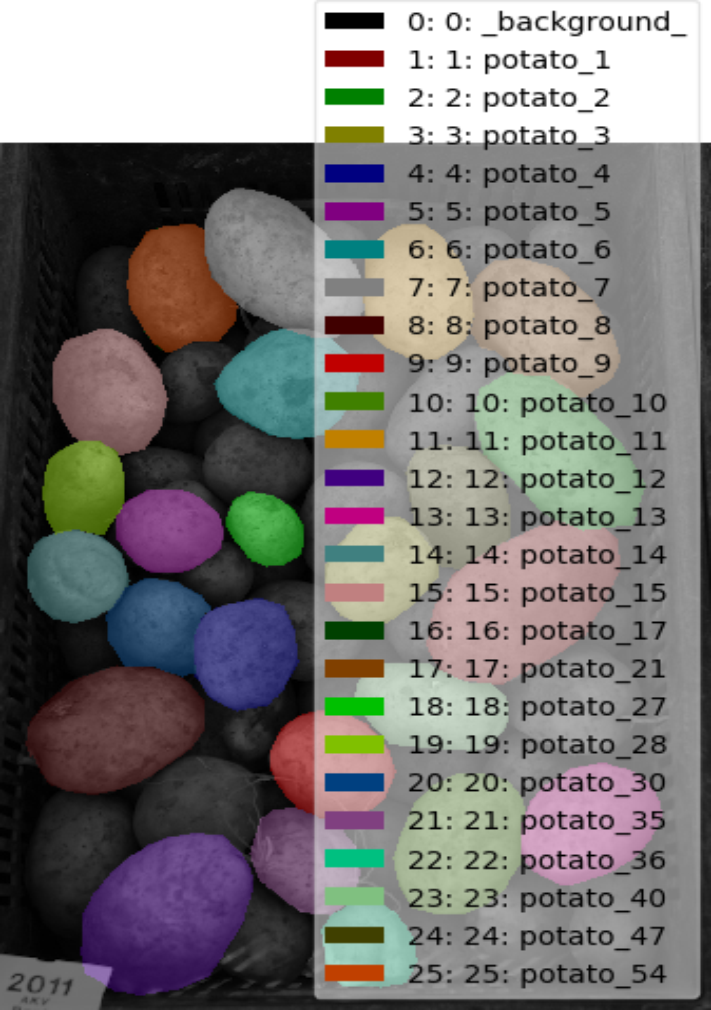 0: 0: _background_
1: 1: potato_1
2: 2: potato_2
3: 3: potato_3
4: 4: potato_4
5: 5: potato_5
6: 6: potato_6
7: 7: potato_7
8: 8: potato_8
9: 9: potato_9
10: 10: potato_10
11: 11: potato_11
12: 12: potato_12
13: 13: potato_13
14: 14: potato_14
15: 15: potato_15
16: 16: potato_17
17: 17: potato_21
18: 18: potato_27
19: 19: potato_28
20: 20: potato_30
21: 21: potato_35
22: 22: potato_36
23: 23: potato_40
24: 24: potato_47
25: 25: potato_54
2011
AKV